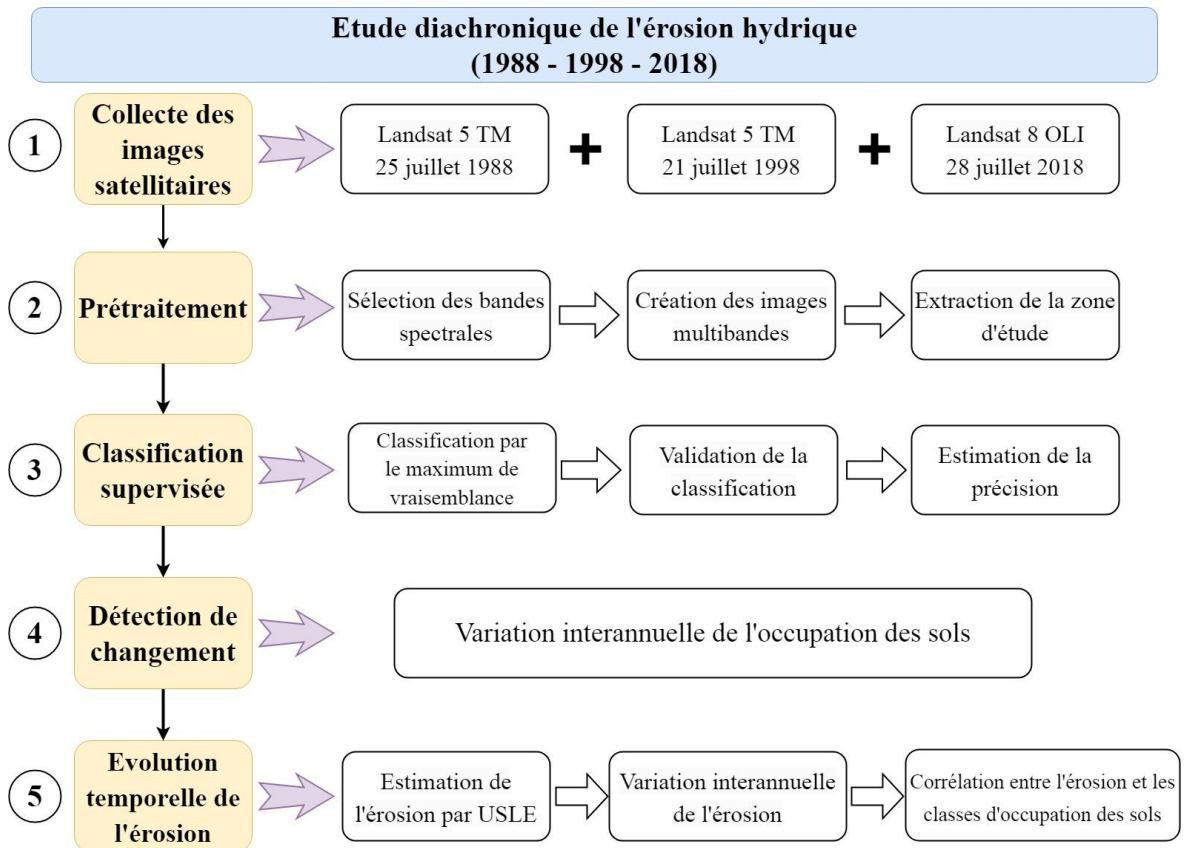 Etude diachronique de l'érosion hydrique
(1988 - 1998 - 2018)
1
Collecte des
images
satellitaires
Landsat 5 TM
25 juillet 1988
+
Landsat 5 TM
21 juillet 1998
+
Landsat 8 OLI
28 juillet 2018
2
Prétraitement
Sélection des bandes
spectrales
Création des images
multibandes
Extraction de la zone
d'étude
3
Classification
supervisée
Classification par
le maximum de
vraisemblance
Validation de la
classification
Estimation de la
précision
4
Détection de
changement
Variation interannuelle de l'occupation des sols
5
Evolution
temporelle de
l'érosion
Estimation de
l'érosion par USLE
Variation interannuelle
de l'érosion
Corrélation entre l'érosion et les
classes d'occupation des sols